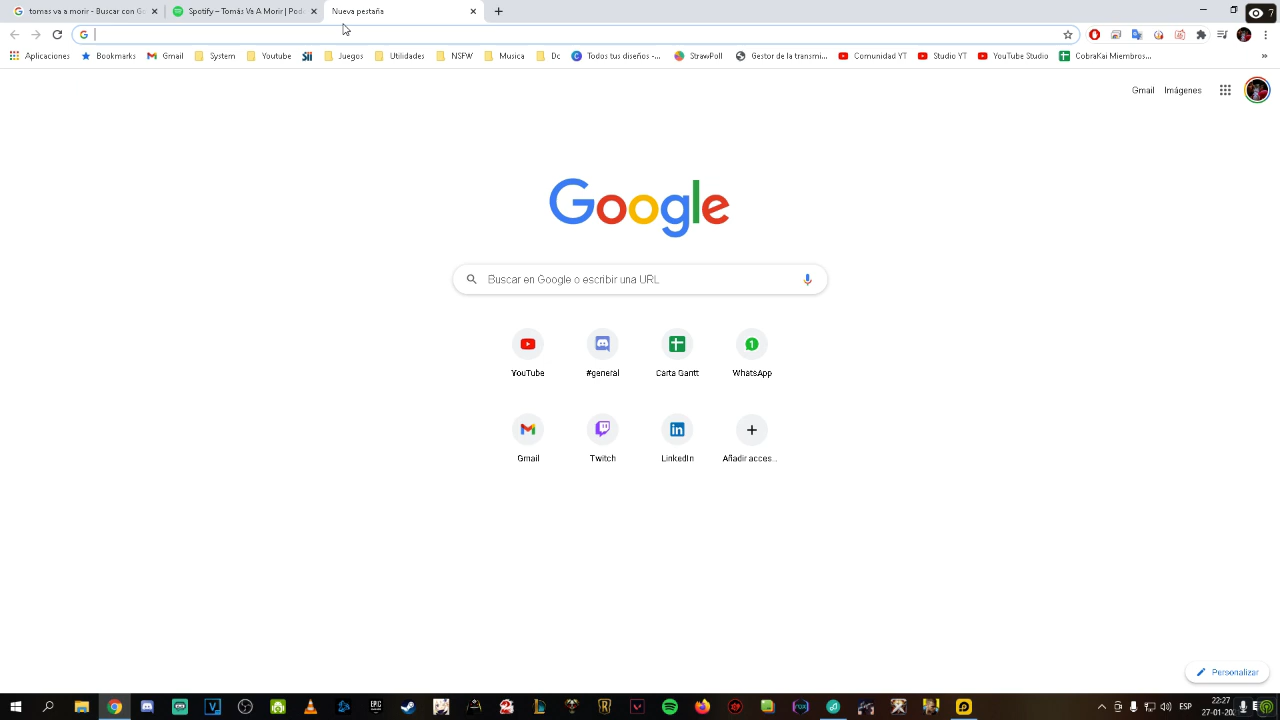 tomas va a morir - Buscar con Go
Spotify – Tomás Va A Morir | Pod
Nueva pestaña
7
Aplicaciones
Bookmarks
Gmail
System
Youtube
Sii
Juegos
Utilidades
NSFW
Musica
Dc
Todos tus diseños -...
StrawPoll
Gestor de la transmi...
Comunidad YT
Studio YT
YouTube Studio
CobraKai Miembros...
Gmail
Imágenes
Google
Buscar en Google o escribir una URL
YouTube
#general
Carta Gantt
WhatsApp
Gmail
Twitch
LinkedIn
Añadir acces...
Personalizar
ESP
22:27
27-01-20